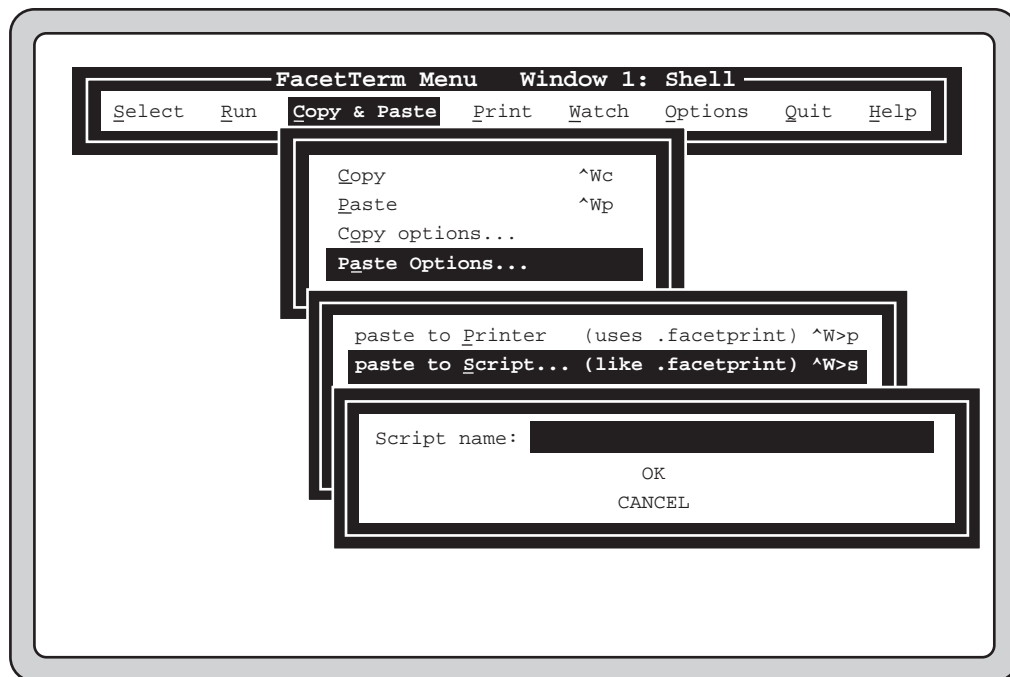 FacetTerm Menu Window 1: Shell
Select Run Copy & Paste Print Watch Options Quit Help
Copy ^Wc
Paste ^Wp
Copy options...
Paste Options...
paste to Printer (uses .facetprint) ^W>p
paste to Script... (like .facetprint) ^W>s
Script name:
OK
CANCEL